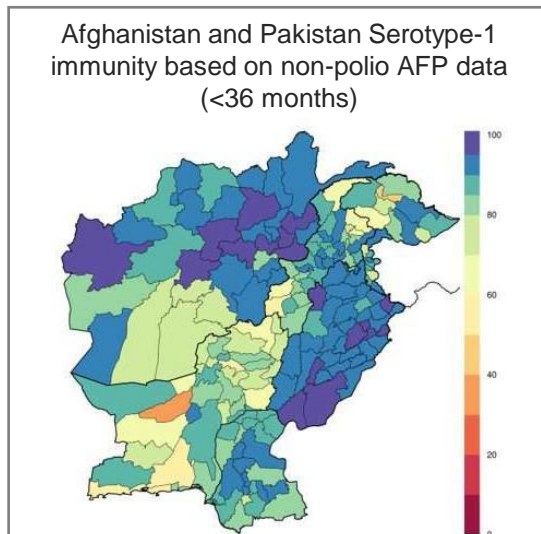 Afghanistan and Pakistan Serotype-1
immunity based on non-polio AFP data
(<36 months)
100
80
60
40
20
0